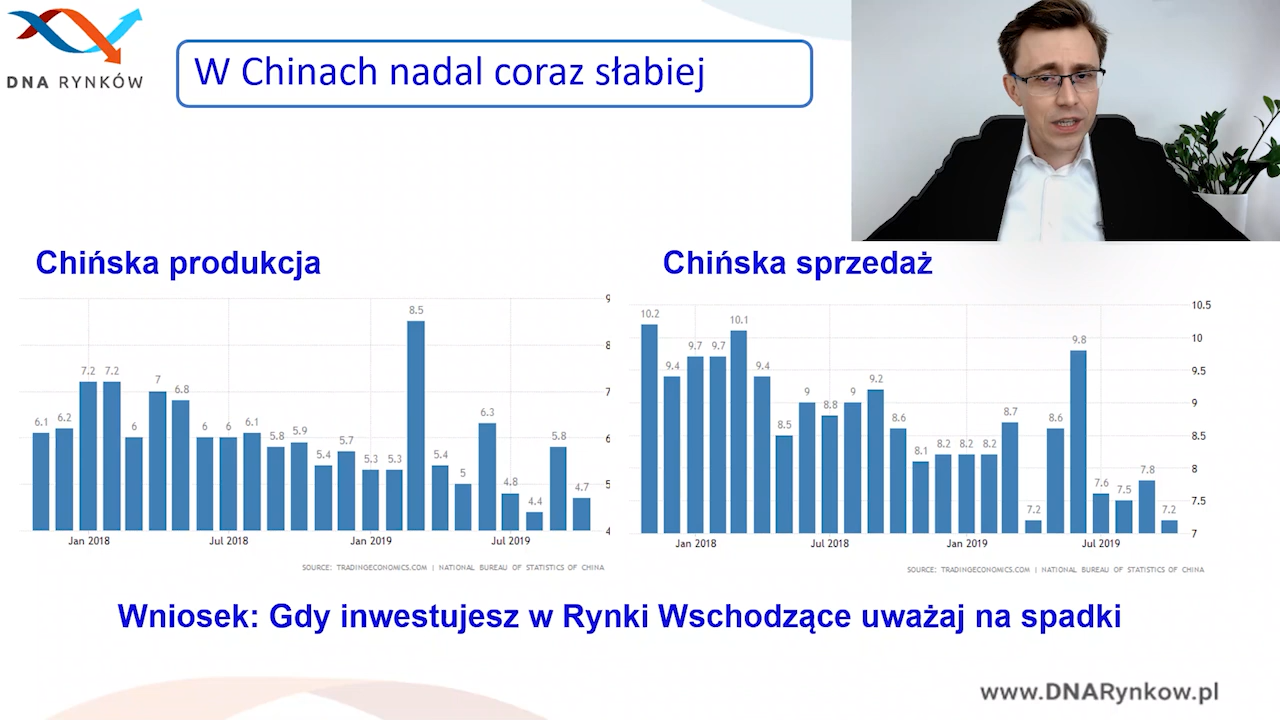 DNA RYNKÓW
W Chinach nadal coraz słabiej
Chińska produkcja
Chińska sprzedaż
6.1 6.2 7.2 7.2 6 7 6.8 6 6 6.1 5.8 5.9 5.4 5.7 5.3 5.3 8.5 5.4 5 6.3 4.8 4.4 5.8 4.7
9
8
7
6
5
4
Jan 2018 Jul 2018 Jan 2019 Jul 2019
SOURCE: TRADINGECONOMICS.COM | NATIONAL BUREAU OF STATISTICS OF CHINA
10.2 9.4 9.7 9.7 10.1 9.4 8.5 9 8.8 9 9.2 8.6 8.1 8.2 8.2 8.2 8.7 7.2 8.6 9.8 7.6 7.5 7.8 7.2
10.5
10
9.5
9
8.5
8
7.5
7
Jan 2018 Jul 2018 Jan 2019 Jul 2019
SOURCE: TRADINGECONOMICS.COM | NATIONAL BUREAU OF STATISTICS OF CHINA
Wniosek: Gdy inwestujesz w Rynki Wschodzące uważaj na spadki
www.DNARynkow.pl